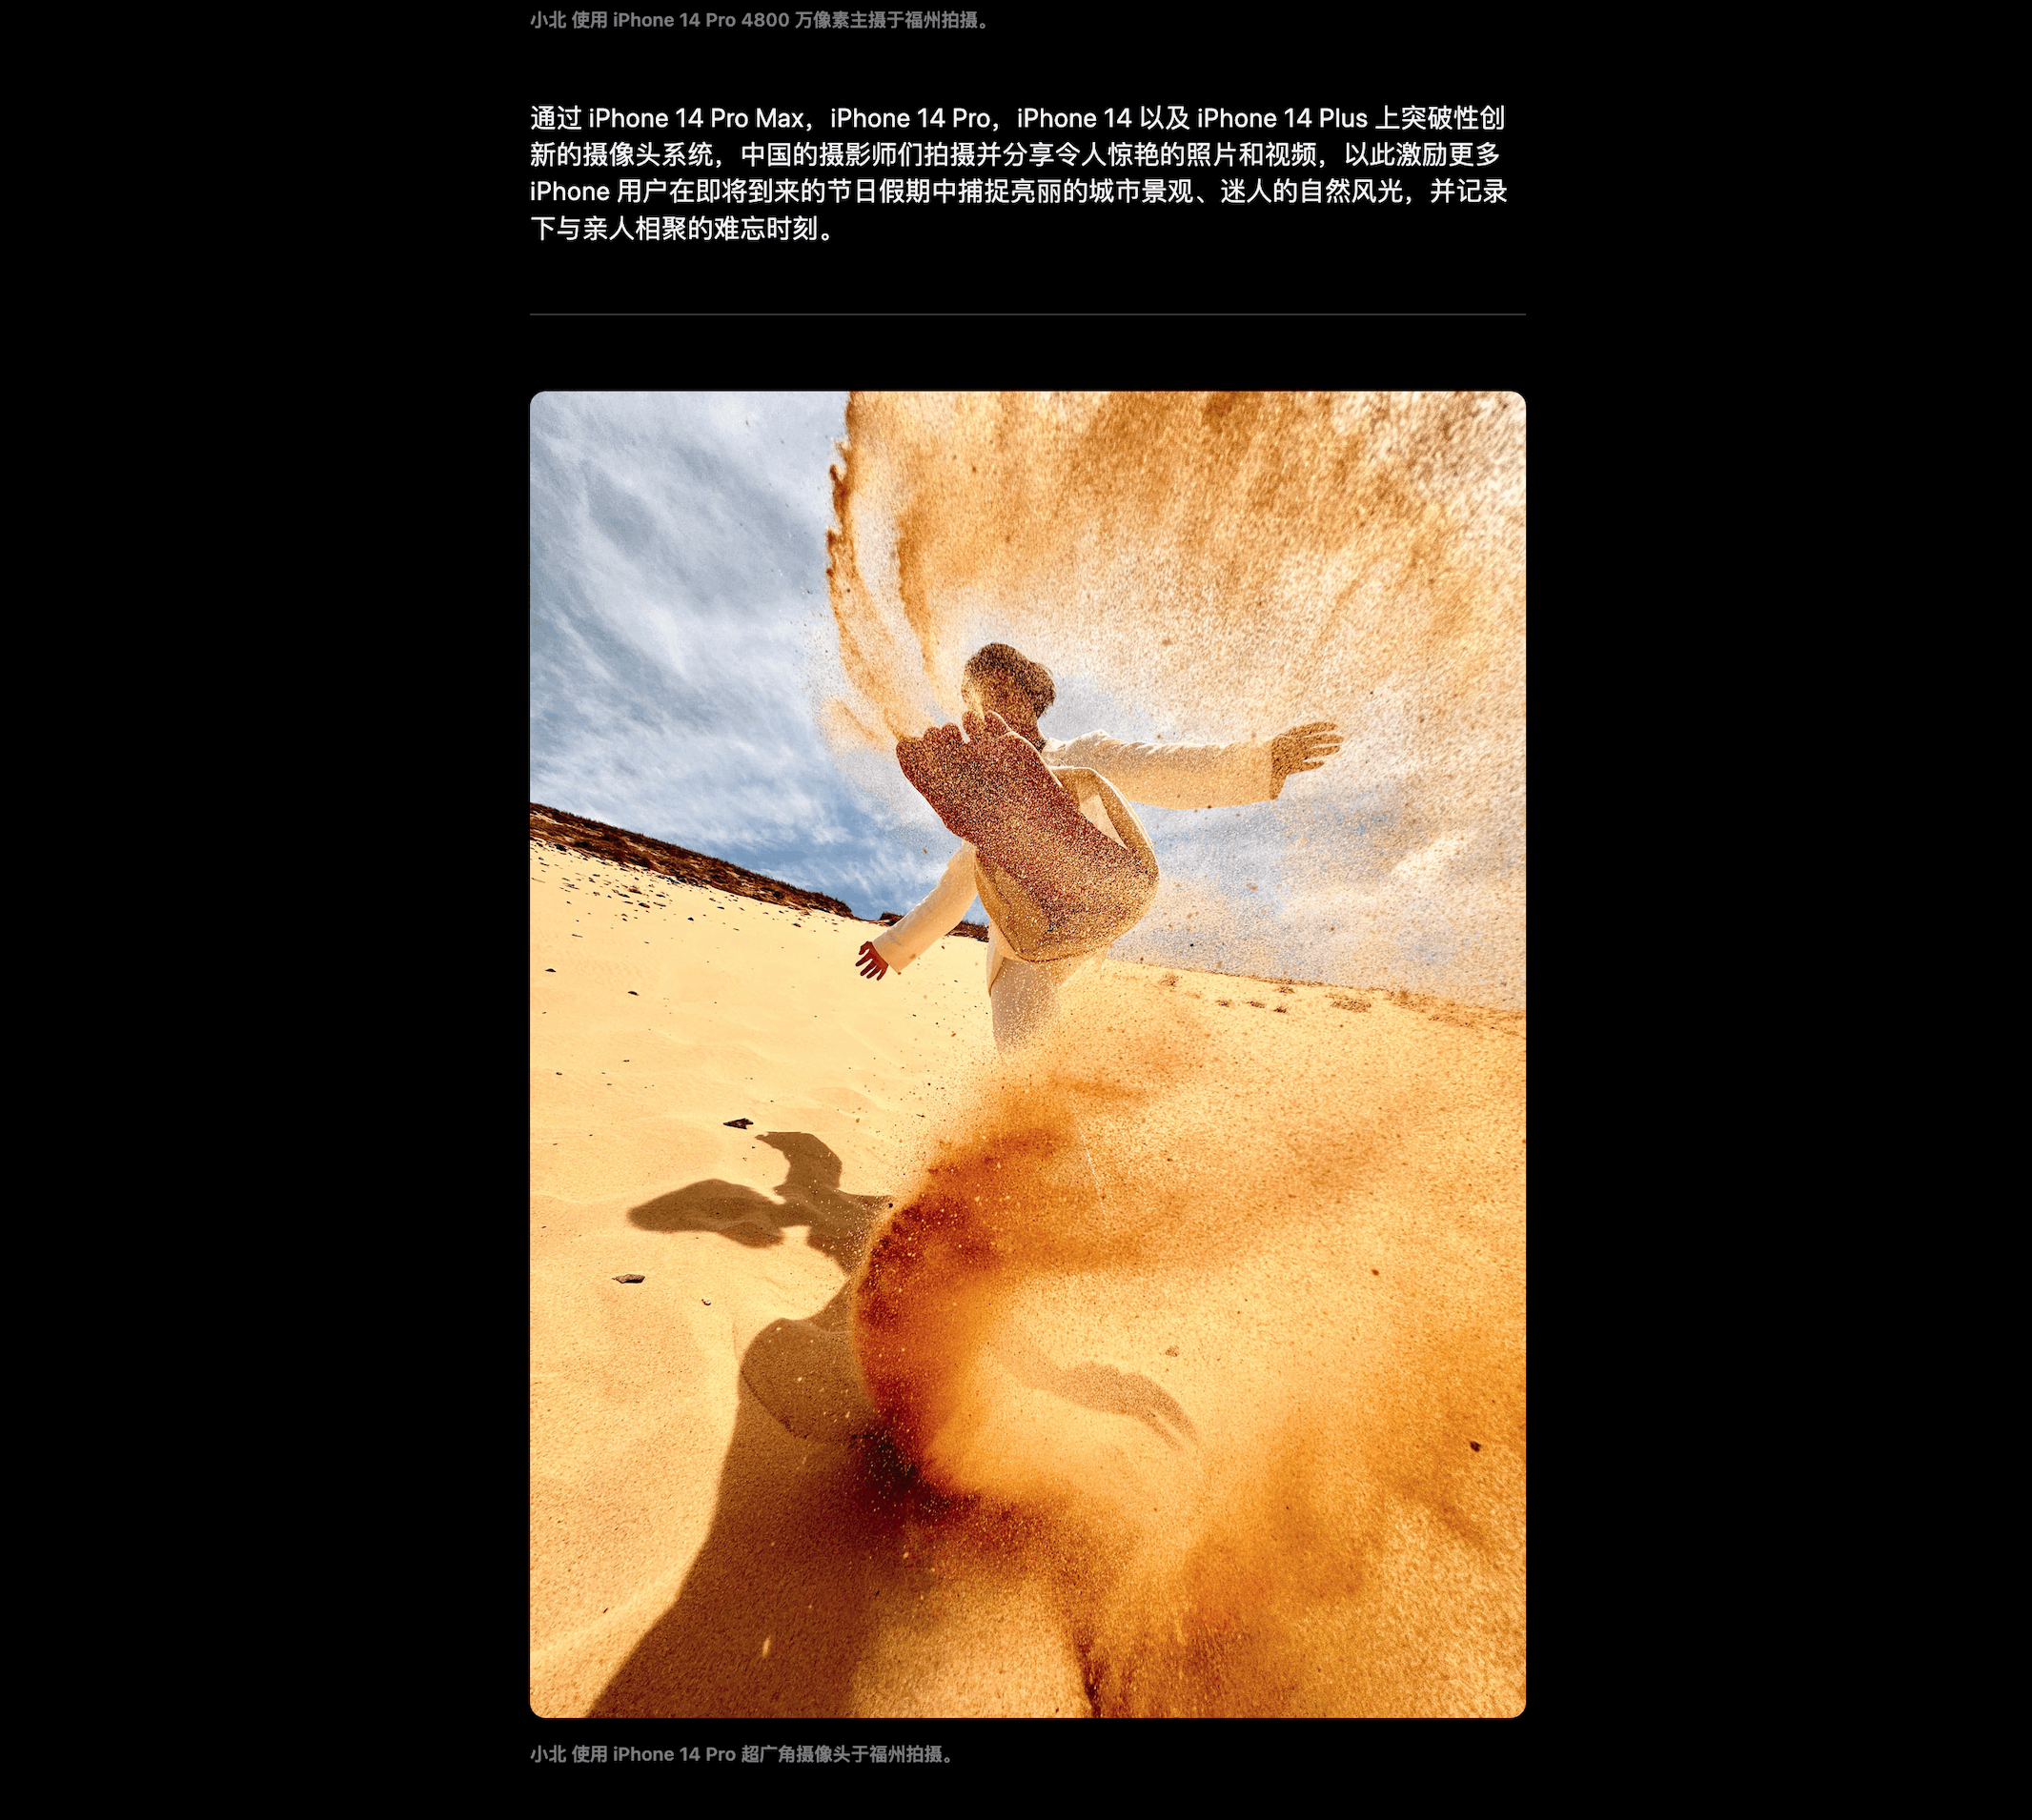 小北 使用 iPhone 14 Pro 4800 万像素主摄于福州拍摄。
通过 iPhone 14 Pro Max，iPhone 14 Pro，iPhone 14 以及 iPhone 14 Plus 上突破性创
新的摄像头系统，中国的摄影师们拍摄并分享令人惊艳的照片和视频，以此激励更多
iPhone 用户在即将到来的节日假期中捕捉亮丽的城市景观、迷人的自然风光，并记录
下与亲人相聚的难忘时刻。
小北 使用 iPhone 14 Pro 超广角摄像头于福州拍摄。